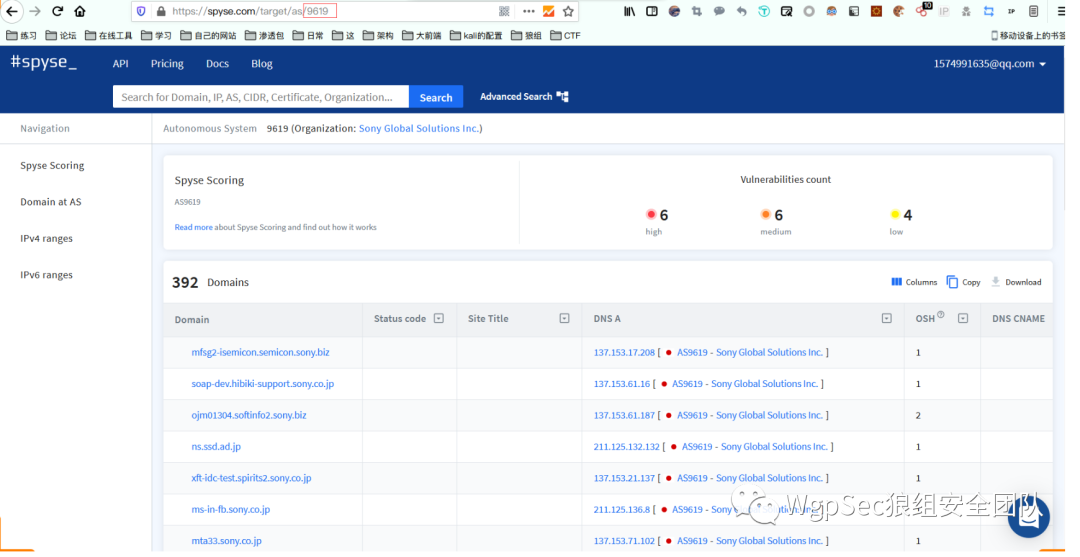 https://spyse.com/target/as/9619
练习 论坛 在线工具 学习 自己的网站 渗透包 日常 这 架构 大前端 kali的配置 狼组 CTF 移动设备上的书签
#spyse_ API Pricing Docs Blog 1574991635@qq.com
Search for Domain, IP, AS, CIDR, Certificate, Organization... Search Advanced Search
Navigation Autonomous System 9619 (Organization: Sony Global Solutions Inc.)
Spyse Scoring
Domain at AS
IPv4 ranges
IPv6 ranges
Spyse Scoring
AS9619
Read more about Spyse Scoring and find out how it works
Vulnerabilities count
6 6 4
high medium low
392 Domains Columns Copy Download
Domain Status code Site Title DNS A OSH DNS CNAME
mfsg2-isemicon.semicon.sony.biz 137.153.17.208 [ AS9619 - Sony Global Solutions Inc. ] 1
soap-dev.hibiki-support.sony.co.jp 137.153.61.16 [ AS9619 - Sony Global Solutions Inc. ] 1
ojm01304.softinfo2.sony.biz 137.153.61.187 [ AS9619 - Sony Global Solutions Inc. ] 2
ns.ssd.ad.jp 211.125.132.132 [ AS9619 - Sony Global Solutions Inc. ] 1
xft-idc-test.spirits2.sony.co.jp 137.153.21.137 [ AS9619 - Sony Global Solutions Inc. ] 1
ms-in-fb.sony.co.jp 211.125.136.8 [ AS9619 - Sony
mta33.sony.co.jp 137.153.71.102 [ AS9619 - Sony Global Solutions Inc. ] 1
WgpSec狼组安全团队